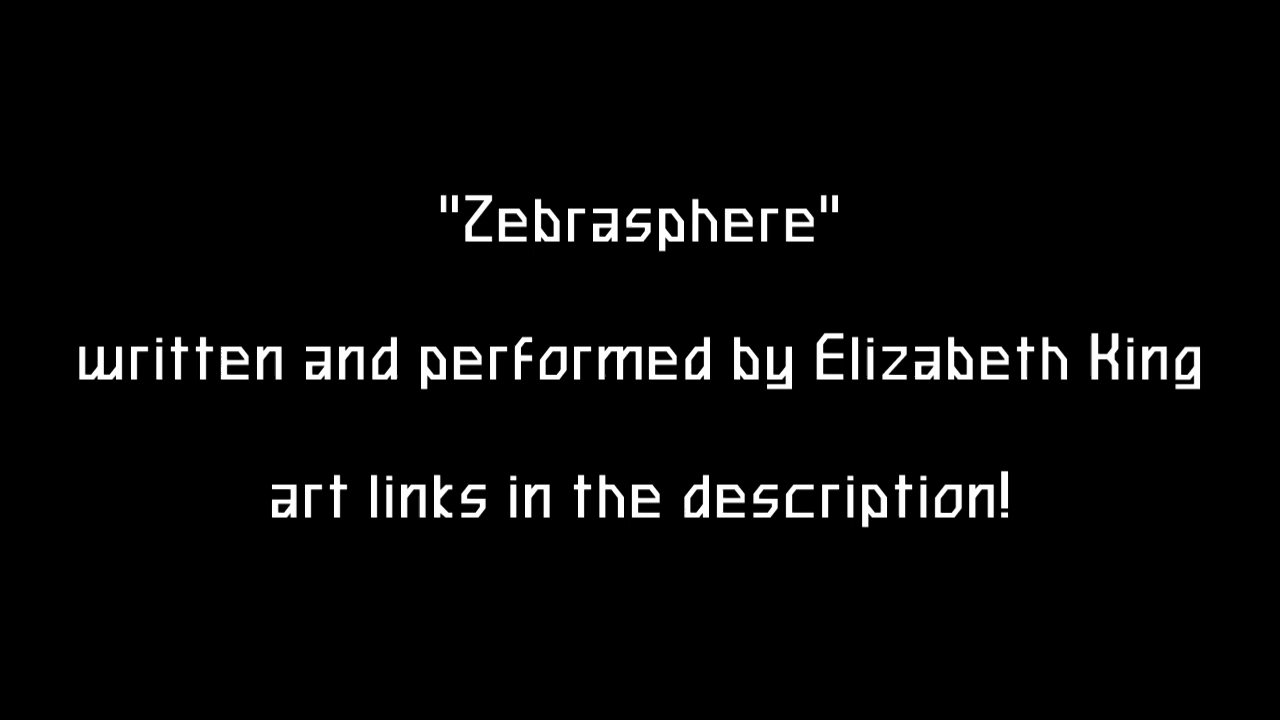 "Zebrasphere"
written and performed by Elizabeth King
art links in the description!